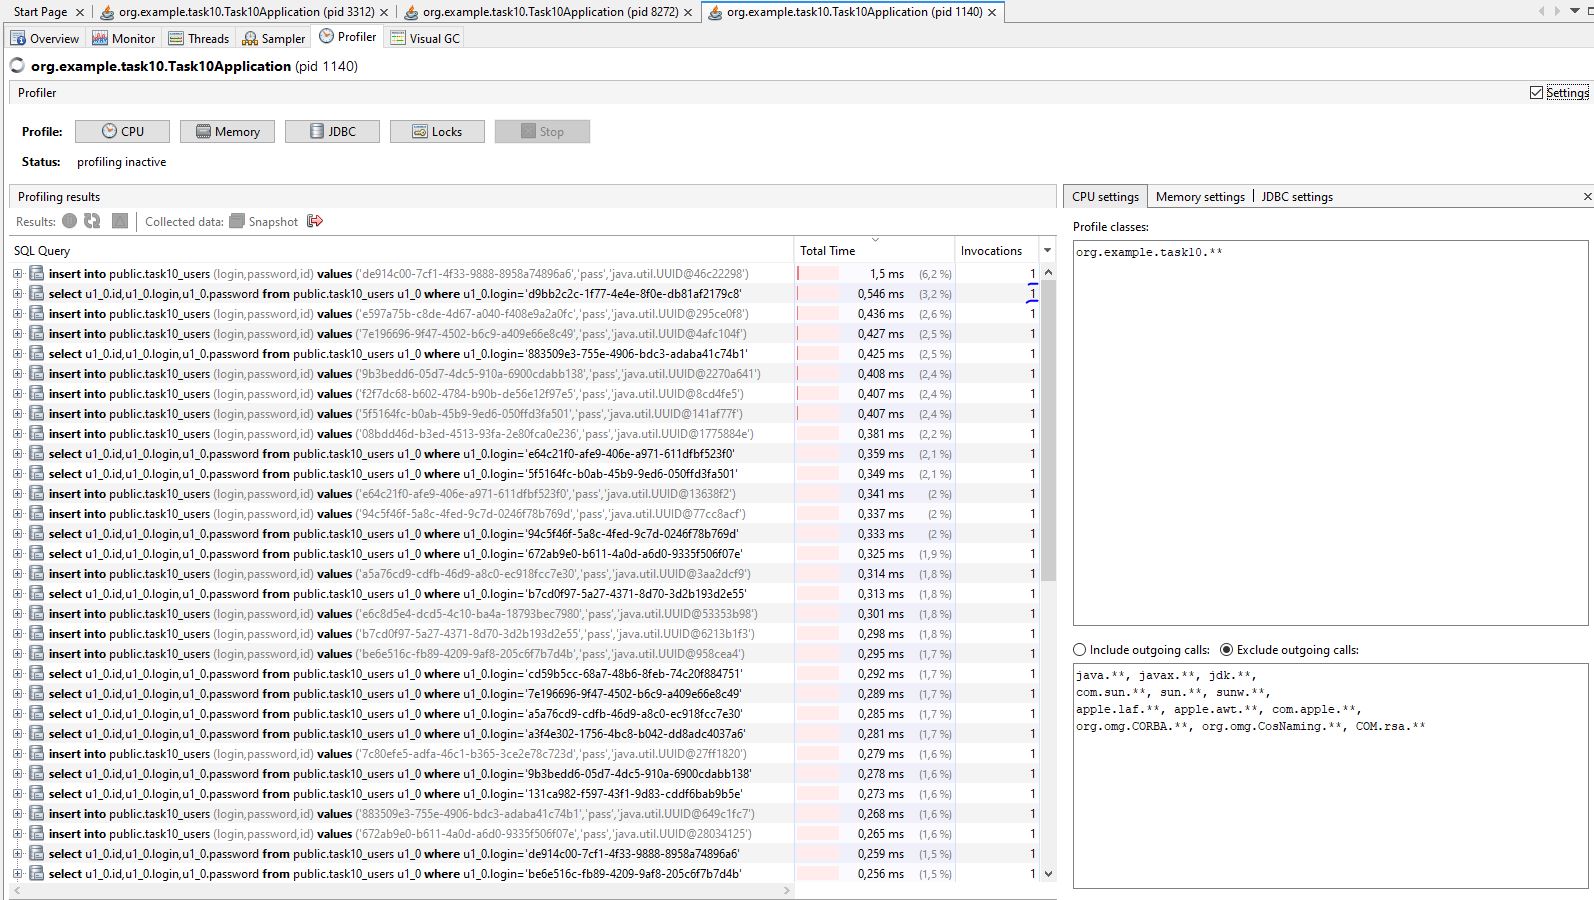 Start Page
org.example.task10.Task10Application (pid 3312)
org.example.task10.Task10Application (pid 8272)
org.example.task10.Task10Application (pid 1140)
Overview Monitor Threads Sampler Profiler Visual GC
org.example.task10.Task10Application (pid 1140)
Profiler
Settings
Profile: CPU Memory JDBC Locks Stop
Status: profiling inactive
Profiling results
Results: Collected data: Snapshot
SQL Query Total Time Invocations
insert into public.task10_users (login,password,id) values ('de914c00-7cf1-4f33-9888-8958a74896a6','pass','java.util.UUID@46c22298') 1,5 ms (6,2 %) 1
select u1_0.id,u1_0.login,u1_0.password from public.task10_users u1_0 where u1_0.login='d9bb2c2c-1f77-4e4e-8f0e-db81af2179c8' 0,546 ms (3,2 %) 1
insert into public.task10_users (login,password,id) values ('e597a75b-c8de-4d67-a040-f408e9a2a0fc','pass','java.util.UUID@295ce0f8') 0,436 ms (2,6 %) 1
insert into public.task10_users (login,password,id) values ('7e196696-9f47-4502-b6c9-a409e66e8c49','pass','java.util.UUID@4afc104f') 0,427 ms (2,5 %) 1
select u1_0.id,u1_0.login,u1_0.password from public.task10_users u1_0 where u1_0.login='883509e3-755e-4906-bdc3-adaba41c74b1' 0,425 ms (2,5 %) 1
insert into public.task10_users (login,password,id) values ('9b3bedd6-05d7-4dc5-910a-6900cdabb138','pass','java.util.UUID@2270a641') 0,408 ms (2,4 %) 1
insert into public.task10_users (login,password,id) values ('f2f7dc68-b602-4784-b90b-de56e12f97e5','pass','java.util.UUID@8cd4fe5') 0,407 ms (2,4 %) 1
insert into public.task10_users (login,password,id) values ('5f5164fc-b0ab-45b9-9ed6-050ffd3fa501','pass','java.util.UUID@141af77f') 0,407 ms (2,4 %) 1
insert into public.task10_users (login,password,id) values ('08bdd46d-b3ed-4513-93fa-2e80fca0e236','pass','java.util.UUID@1775884e') 0,381 ms (2,2 %) 1
select u1_0.id,u1_0.login,u1_0.password from public.task10_users u1_0 where u1_0.login='e64c21f0-afe9-406e-a971-611dfbf523f0' 0,359 ms (2,1 %) 1
select u1_0.id,u1_0.login,u1_0.password from public.task10_users u1_0 where u1_0.login='5f5164fc-b0ab-45b9-9ed6-050ffd3fa501' 0,349 ms (2,1 %) 1
insert into public.task10_users (login,password,id) values ('e64c21f0-afe9-406e-a971-611dfbf523f0','pass','java.util.UUID@13638f2') 0,341 ms (2 %) 1
insert into public.task10_users (login,password,id) values ('94c5f46f-5a8c-4fed-9c7d-0246f78b769d','pass','java.util.UUID@77cc8acf') 0,337 ms (2 %) 1
select u1_0.id,u1_0.login,u1_0.password from public.task10_users u1_0 where u1_0.login='94c5f46f-5a8c-4fed-9c7d-0246f78b769d' 0,333 ms (2 %) 1
select u1_0.id,u1_0.login,u1_0.password from public.task10_users u1_0 where u1_0.login='672ab9e0-b611-4a0d-a6d0-9335f506f07e' 0,325 ms (1,9 %) 1
insert into public.task10_users (login,password,id) values ('a5a76cd9-cdfb-46d9-a8c0-ec918fcc7e30','pass','java.util.UUID@3aa2dcf9') 0,314 ms (1,8 %) 1
select u1_0.id,u1_0.login,u1_0.password from public.task10_users u1_0 where u1_0.login='b7cd0f97-5a27-4371-8d70-3d2b193d2e55' 0,313 ms (1,8 %) 1
insert into public.task10_users (login,password,id) values ('e6c8d5e4-dcd5-4c10-ba4a-18793bec7980','pass','java.util.UUID@53353b98') 0,301 ms (1,8 %) 1
insert into public.task10_users (login,password,id) values ('b7cd0f97-5a27-4371-8d70-3d2b193d2e55','pass','java.util.UUID@6213b1f3') 0,298 ms (1,8 %) 1
insert into public.task10_users (login,password,id) values ('be6e516c-fb89-4209-9af8-205c6f7b7d4b','pass','java.util.UUID@958cea4') 0,295 ms (1,7 %) 1
select u1_0.id,u1_0.login,u1_0.password from public.task10_users u1_0 where u1_0.login='cd59b5cc-68a7-48b6-8feb-74c20f884751' 0,292 ms (1,7 %) 1
select u1_0.id,u1_0.login,u1_0.password from public.task10_users u1_0 where u1_0.login='7e196696-9f47-4502-b6c9-a409e66e8c49' 0,289 ms (1,7 %) 1
select u1_0.id,u1_0.login,u1_0.password from public.task10_users u1_0 where u1_0.login='a5a76cd9-cdfb-46d9-a8c0-ec918fcc7e30' 0,285 ms (1,7 %) 1
select u1_0.id,u1_0.login,u1_0.password from public.task10_users u1_0 where u1_0.login='a3f4e302-1756-4bc8-b042-dd8adc4037a6' 0,281 ms (1,7 %) 1
insert into public.task10_users (login,password,id) values ('7c80efe5-adfa-46c1-b365-3ce2e78c723d','pass','java.util.UUID@27ff1820') 0,279 ms (1,6 %) 1
select u1_0.id,u1_0.login,u1_0.password from public.task10_users u1_0 where u1_0.login='9b3bedd6-05d7-4dc5-910a-6900cdabb138' 0,278 ms (1,6 %) 1
select u1_0.id,u1_0.login,u1_0.password from public.task10_users u1_0 where u1_0.login='131ca982-f597-43f1-9d83-cddf6bab9b5e' 0,273 ms (1,6 %) 1
insert into public.task10_users (login,password,id) values ('883509e3-755e-4906-bdc3-adaba41c74b1','pass','java.util.UUID@649c1fc7') 0,268 ms (1,6 %) 1
insert into public.task10_users (login,password,id) values ('672ab9e0-b611-4a0d-a6d0-9335f506f07e','pass','java.util.UUID@28034125') 0,265 ms (1,6 %) 1
select u1_0.id,u1_0.login,u1_0.password from public.task10_users u1_0 where u1_0.login='de914c00-7cf1-4f33-9888-8958a74896a6' 0,259 ms (1,5 %) 1
select u1_0.id,u1_0.login,u1_0.password from public.task10_users u1_0 where u1_0.login='be6e516c-fb89-4209-9af8-205c6f7b7d4b' 0,256 ms (1,5 %) 1
CPU settings Memory settings JDBC settings
Profile classes:
org.example.task10.**
Include outgoing calls: Exclude outgoing calls:
java.**, javax.**, jdk.**,
com.sun.**, sun.**, sunw.**,
apple.laf.**, apple.awt.**, com.apple.**,
org.omg.CORBA.**, org.omg.CosNaming.**, COM.rsa.**